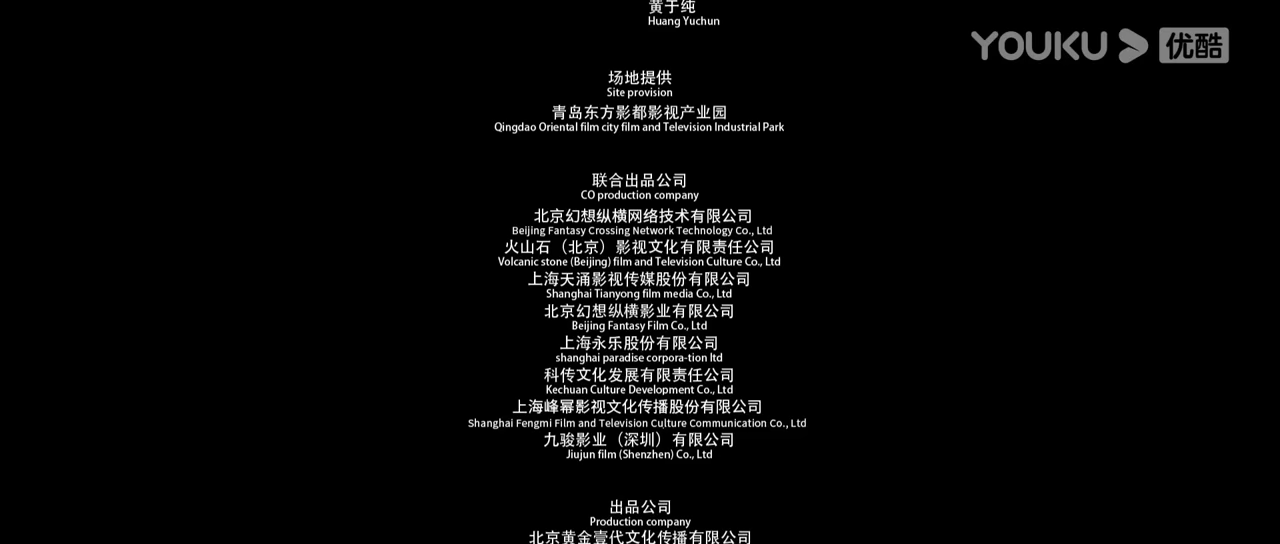 黄于纯
Huang Yuchun
YOUKU 优酷
场地提供
Site provision
青岛东方影都影视产业园
Qingdao Oriental film city film and Television Industrial Park
联合出品公司
CO production company
北京幻想纵横网络技术有限公司
Beijing Fantasy Crossing Network Technology Co., Ltd
火山石（北京）影视文化有限责任公司
Volcanic stone (Beijing) film and Television Culture Co., Ltd
上海天涌影视传媒股份有限公司
Shanghai Tianyong film media Co., Ltd
北京幻想纵横影业有限公司
Beijing Fantasy Film Co., Ltd
上海永乐股份有限公司
shanghai paradise corpora-tion ltd
科传文化发展有限责任公司
Kechuan Culture Development Co., Ltd
上海峰幂影视文化传播股份有限公司
Shanghai Fengmi Film and Television Culture Communication Co., Ltd
九骏影业（深圳）有限公司
Jiujun film (Shenzhen) Co., Ltd
出品公司
Production company
北京黄金壹代文化传播有限公司